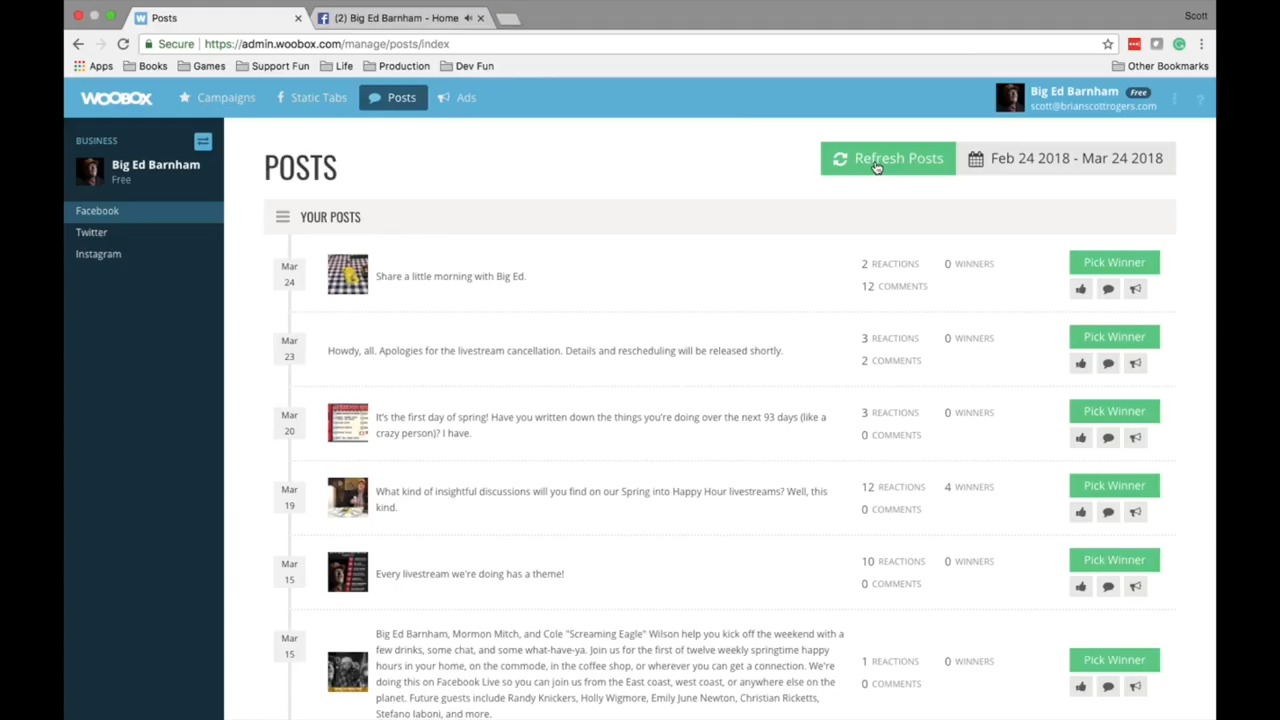 Posts
(2) Big Ed Barnham - Home
Scott
Secure
https://admin.woobox.com/manage/posts/index
Apps
Books
Games
Support Fun
Life
Production
Dev Fun
Other Bookmarks
WOOBOX
Campaigns
Static Tabs
Posts
Ads
Big Ed Barnham Free
scott@brianscottrogers.com
?
BUSINESS
Big Ed Barnham
Free
Facebook
Twitter
Instagram
POSTS
Refresh Posts
Feb 24 2018 - Mar 24 2018
YOUR POSTS
Mar
24
Share a little morning with Big Ed.
2 REACTIONS
0 WINNERS
12 COMMENTS
Pick Winner
Mar
23
Howdy, all. Apologies for the livestream cancellation. Details and rescheduling will be released shortly.
3 REACTIONS
0 WINNERS
2 COMMENTS
Pick Winner
Mar
20
It's the first day of spring! Have you written down the things you're doing over the next 93 days (like a
crazy person)? I have.
3 REACTIONS
0 WINNERS
0 COMMENTS
Pick Winner
Mar
19
What kind of insightful discussions will you find on our Spring into Happy Hour livestreams? Well, this
kind.
12 REACTIONS
4 WINNERS
0 COMMENTS
Pick Winner
Mar
15
Every livestream we're doing has a theme!
10 REACTIONS
0 WINNERS
0 COMMENTS
Pick Winner
Mar
15
Big Ed Barnham, Mormon Mitch, and Cole "Screaming Eagle" Wilson help you kick off the weekend with a
few drinks, some chat, and some what-have-ya. Join us for the first of twelve weekly springtime happy
hours in your home, on the commode, in the coffee shop, or wherever you can get a connection. We're
doing this on Facebook Live so you can join us from the East coast, west coast, or anywhere else on the
planet. Future guests include Randy Knickers, Holly Wigmore, Emily June Newton, Christian Ricketts,
Stefano Iaboni, and more.
1 REACTIONS
0 WINNERS
0 COMMENTS
Pick Winner